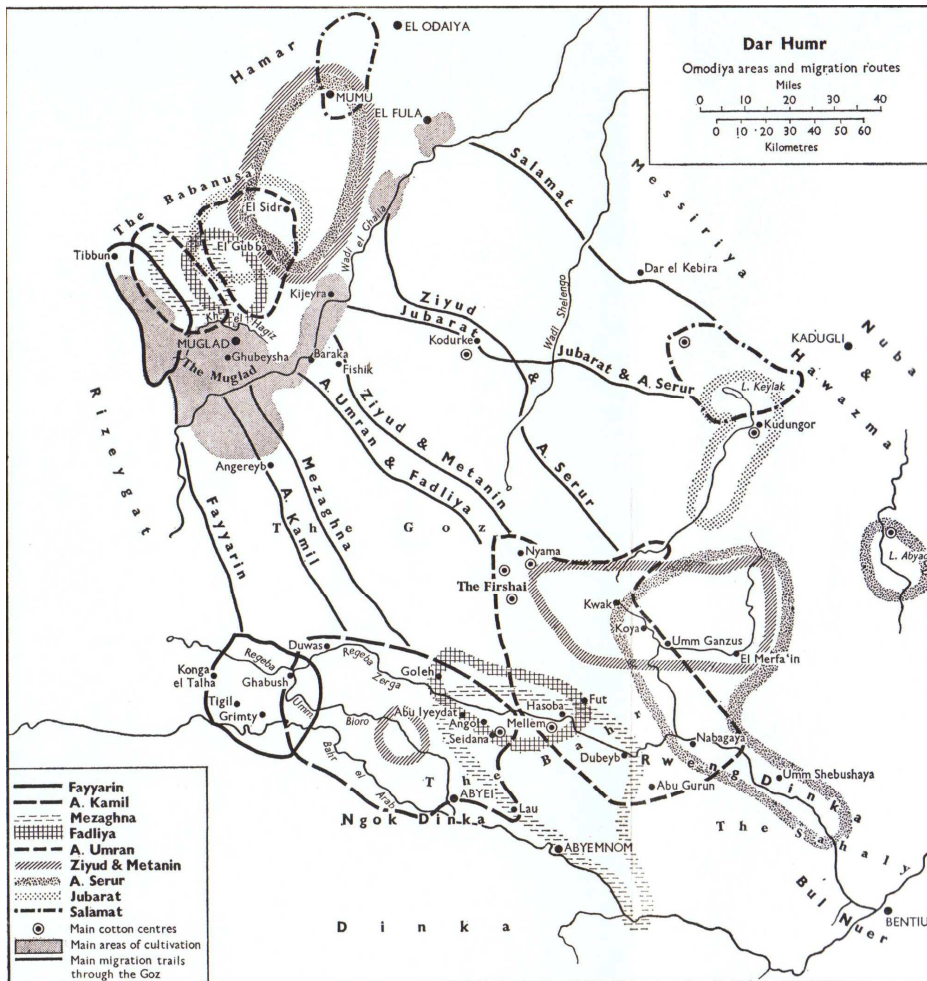 Dar Humr
Omodiya areas and migration routes
Miles
0 10 20 30 40
0 10 20 30 40 50 60
Kilometres
EL ODAIYA
Hamar
MUMU
EL FULA
The Babanusa
El Sidr
El Gubba
Tibbun
Wadi el Ghalla
Kijeyra
Hagiz
MUGLAD
Ghubeysha
The Muglad
Baraka
Fishik
Rizeygat
Angereyb
Salamat
Messiriya
Wadi Shelengo
Dar el Kebira
Ziyud
Jubarat
Kodurke
Jubarat & A. Serur
&
A. Serur
KADUGLI
Nuba
&
Hawazma
L. Keylak
Kudungor
L. Abyad
Ziyud & Metanin
A. Umran & Fadliya
Mezaghna
A. Kamil
Fayyarin
The Goz
Nyama
The Firshai
Kwak
Koya
Umm Ganzus
El Merfa'in
Duwas
Regeba
Regeba
Zerga
Goleh
Konga
el Talha
Ghabush
Tigil
Grimty
Umm
Bioro
Abu Iyeydat
Angol
Seidana
Mellem
Hasoba
Fut
Bahr el
Arab
The Bahr
Dubeyb
Nabagaya
Rweng Dinka
Umm Shebushaya
Abu Gurun
ABYEI
Lau
Ngok Dinka
The Sahaly
ABYEMNOM
Dinka
Bul Nuer
BENTIU
Fayyarin
A. Kamil
Mezaghna
Fadliya
A. Umran
Ziyud & Metanin
A. Serur
Jubarat
Salamat
Main cotton centres
Main areas of cultivation
Main migration trails
through the Goz